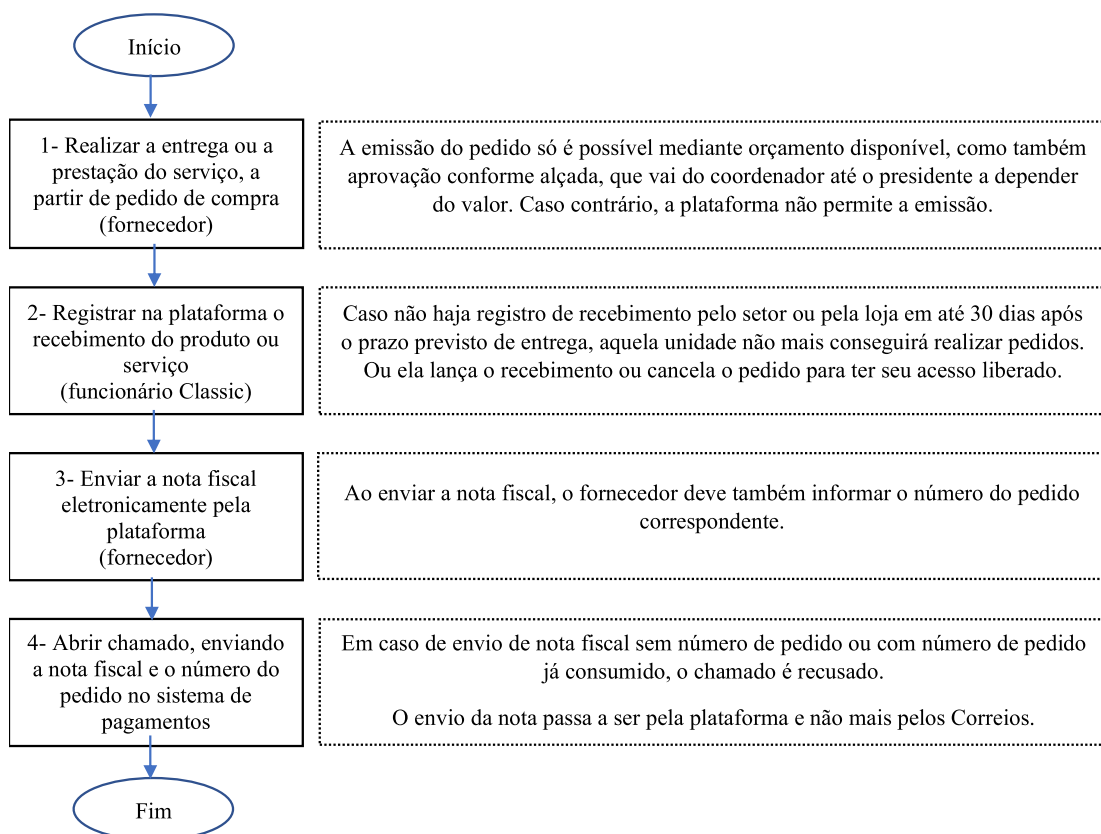 Início
1- Realizar a entrega ou a
prestação do serviço, a
partir de pedido de compra
(fornecedor)
A emissão do pedido só é possível mediante orçamento disponível, como também
aprovação conforme alçada, que vai do coordenador até o presidente a depender
do valor. Caso contrário, a plataforma não permite a emissão.
2- Registrar na plataforma o
recebimento do produto ou
serviço
(funcionário Classic)
Caso não haja registro de recebimento pelo setor ou pela loja em até 30 dias após
o prazo previsto de entrega, aquela unidade não mais conseguirá realizar pedidos.
Ou ela lança o recebimento ou cancela o pedido para ter seu acesso liberado.
3- Enviar a nota fiscal
eletronicamente pela
plataforma
(fornecedor)
Ao enviar a nota fiscal, o fornecedor deve também informar o número do pedido
correspondente.
4- Abrir chamado, enviando
a nota fiscal e o número do
pedido no sistema de
pagamentos
Em caso de envio de nota fiscal sem número de pedido ou com número de pedido
já consumido, o chamado é recusado.
O envio da nota passa a ser pela plataforma e não mais pelos Correios.
Fim